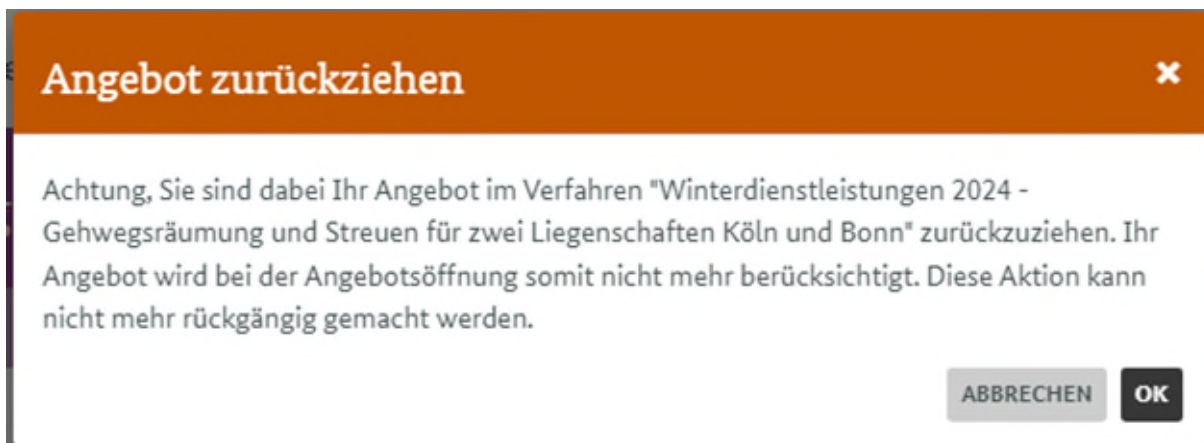 Angebot zurückziehen
Achtung, Sie sind dabei Ihr Angebot im Verfahren "Winterdienstleistungen 2024 -
Gehwegsräumung und Streuen für zwei Liegenschaften Köln und Bonn" zurückzuziehen. Ihr
Angebot wird bei der Angebotsöffnung somit nicht mehr berücksichtigt. Diese Aktion kann
nicht mehr rückgängig gemacht werden.
ABBRECHEN OK